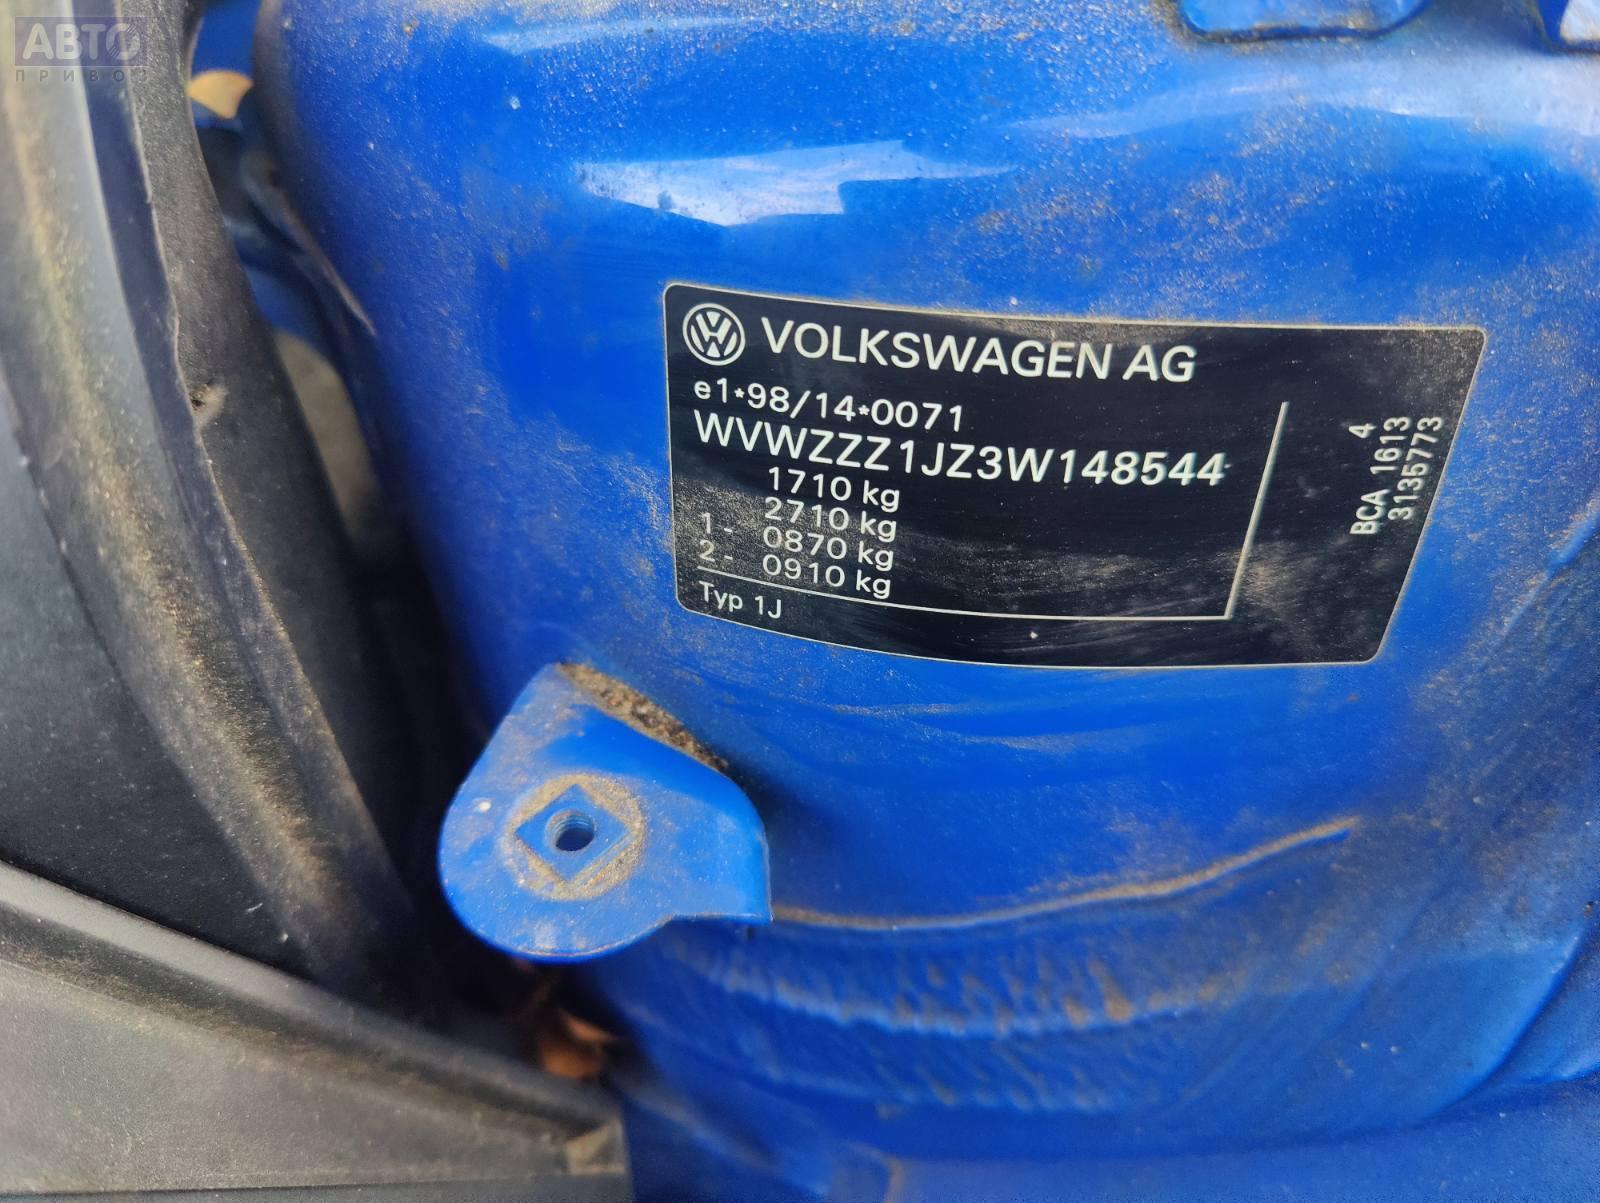 АВТО
ПРИВОЗ
VOLKSWAGEN AG
e1*98/14*0071
WVWZZZ1JZ3W148544
1710 kg
2710 kg
1- 0870 kg
2- 0910 kg
Typ 1J
4
BCA 1613
3135773